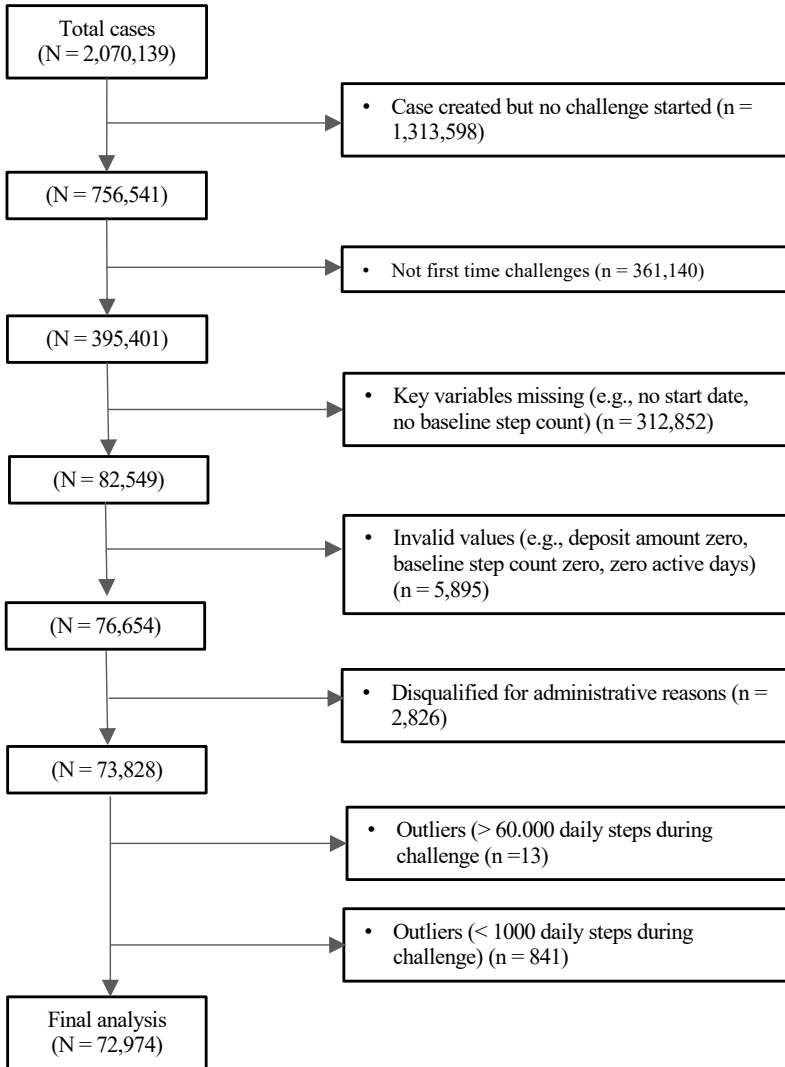 Total cases
(N = 2,070,139)
• Case created but no challenge started (n =
1,313,598)
(N = 756,541)
• Not first time challenges (n = 361,140)
(N = 395,401)
• Key variables missing (e.g., no start date,
no baseline step count) (n = 312,852)
(N = 82,549)
• Invalid values (e.g., deposit amount zero,
baseline step count zero, zero active days)
(n = 5,895)
(N = 76,654)
• Disqualified for administrative reasons (n =
2,826)
(N = 73,828)
• Outliers (> 60.000 daily steps during
challenge (n =13)
• Outliers (< 1000 daily steps during
challenge) (n = 841)
Final analysis
(N = 72,974)